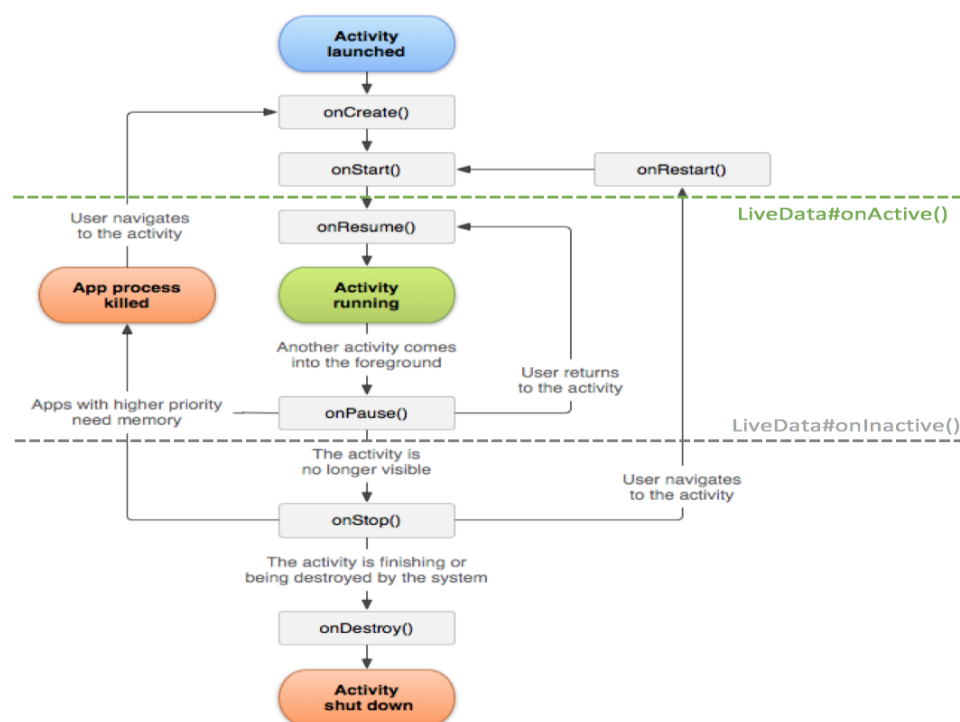 Activity
launched
onCreate()
onStart()
onRestart()
LiveData#onActive()
User navigates
to the activity
onResume()
App process
killed
Activity
running
Another activity comes
into the foreground
User returns
to the activity
Apps with higher priority
need memory
onPause()
LiveData#onInactive()
The activity is
no longer visible
User navigates
to the activity
onStop()
The activity is finishing or
being destroyed by the system
onDestroy()
Activity
shut down